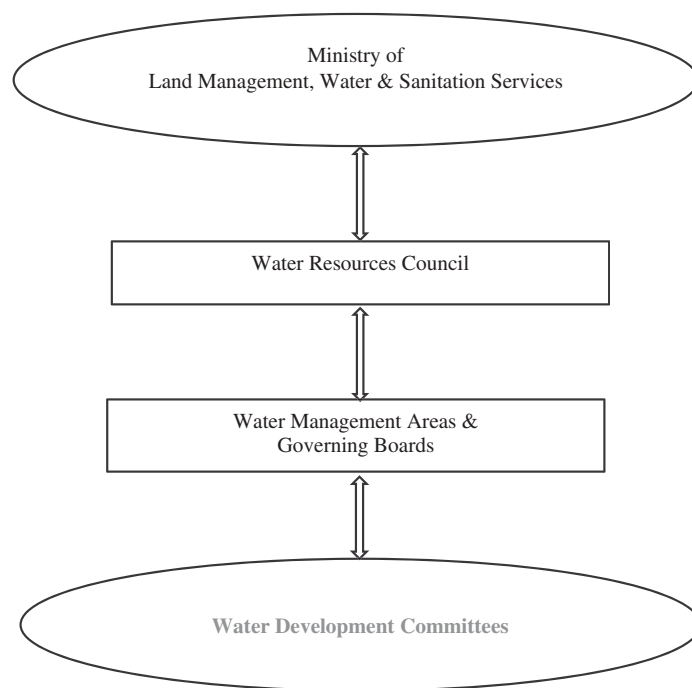 Ministry of
Land Management, Water & Sanitation Services
Water Resources Council
Water Management Areas &
Governing Boards
Water Development Committees